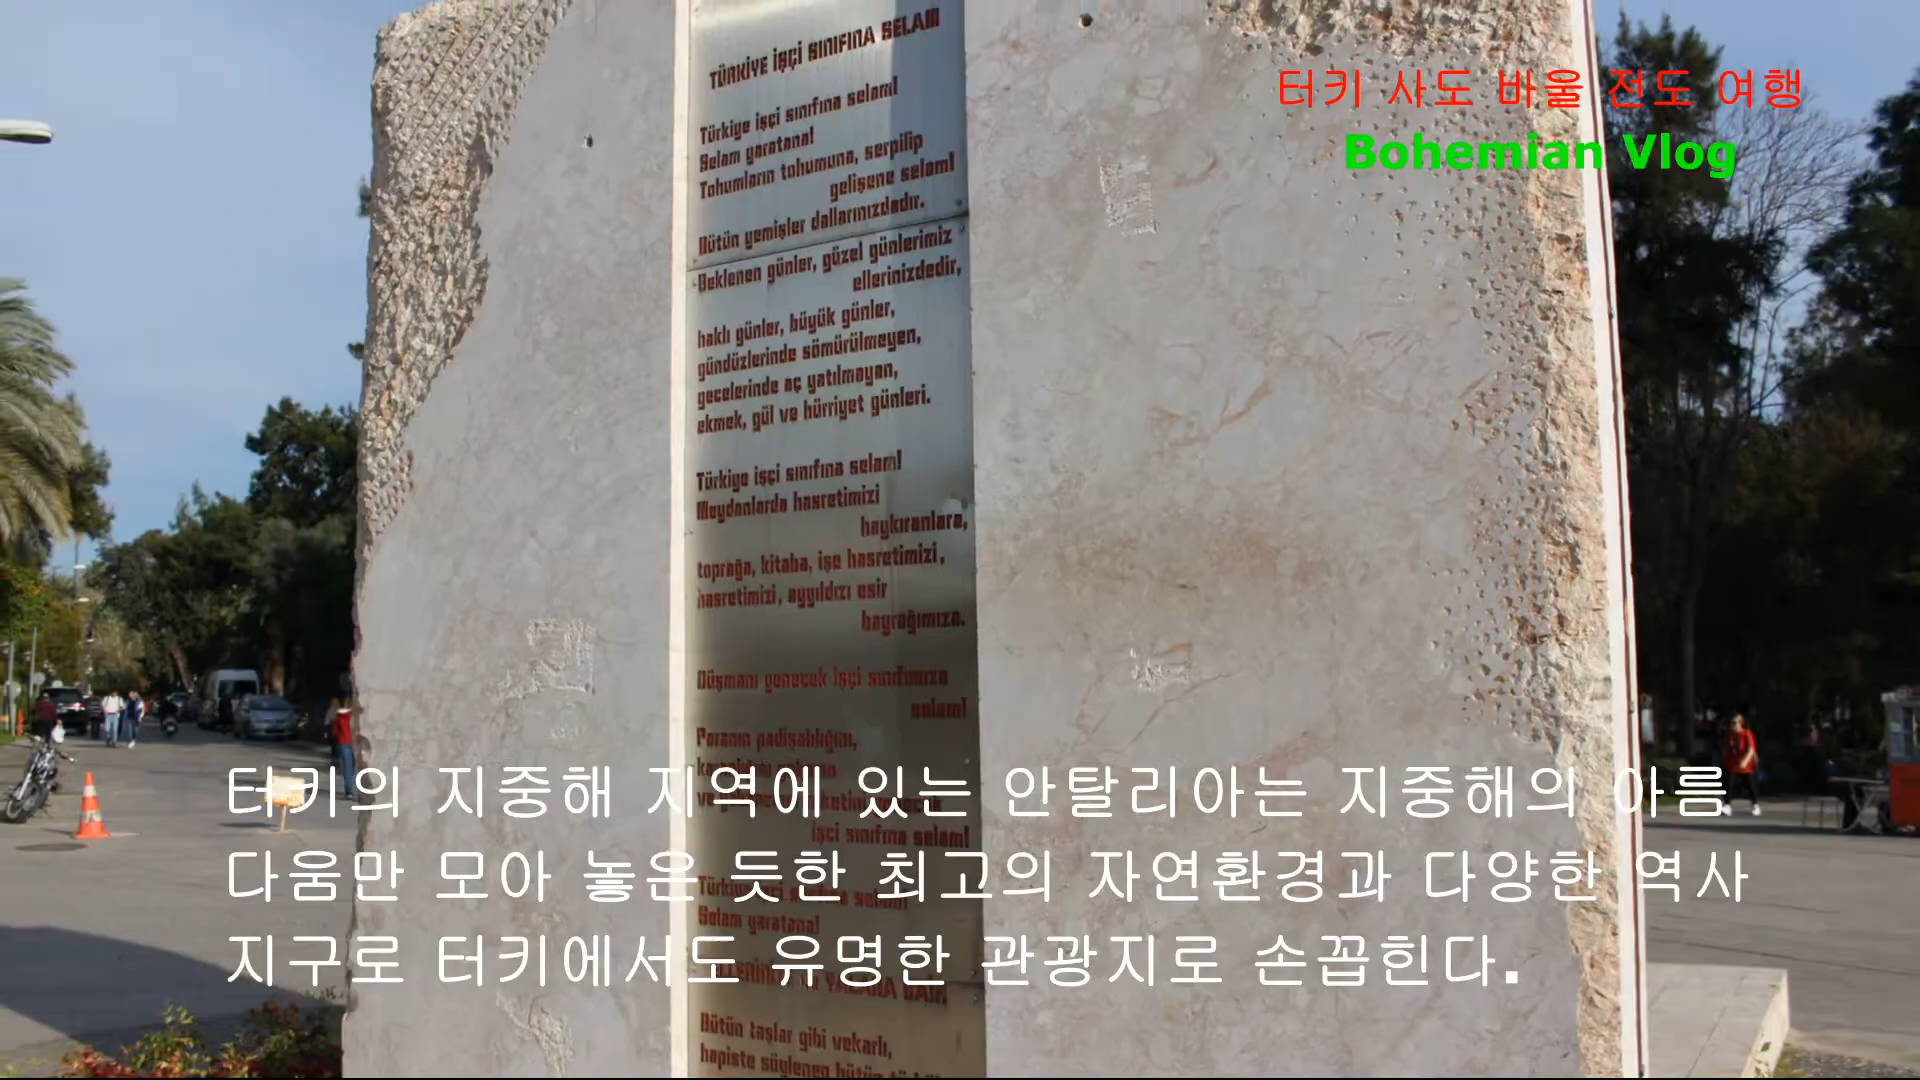 TÜRKİYE İŞÇİ SINIFINA SELAM
Türkiye işçi sınıfına selam!
Selam yaratana!
Tohumların tohumuna, serpilip
gelişene selam!
Bütün yemişler dallarınızdadır.
Beklenen günler, güzel günlerimiz
ellerinizdedir,
haklı günler, büyük günler,
gündüzlerinde sömürülmeyen,
gecelerinde aç yatılmayan,
ekmek, gül ve hürriyet günleri.
Türkiye işçi sınıfına selam!
Meydanlarda hasretimizi
haykıranlara,
toprağa, kitaba, işe hasretimizi,
hasretimizi, ayyıldızı esir
bayrağımıza.
Düşmanı yenecek işçi sınıfımıza
selam!
Paranın padişahlığını,
işçi sınıfına selam!
Türkiye işçi sınıfına selam!
Selam yaratana!
Bütün taşlar gibi vekarlı,
hapiste söylenen bütün
터키 사도 바울 전도 여행
Bohemian Vlog
터키의 지중해 지역에 있는 안탈리아는 지중해의 아름
다움만 모아 놓은 듯한 최고의 자연환경과 다양한 역사
지구로 터키에서도 유명한 관광지로 손꼽힌다.